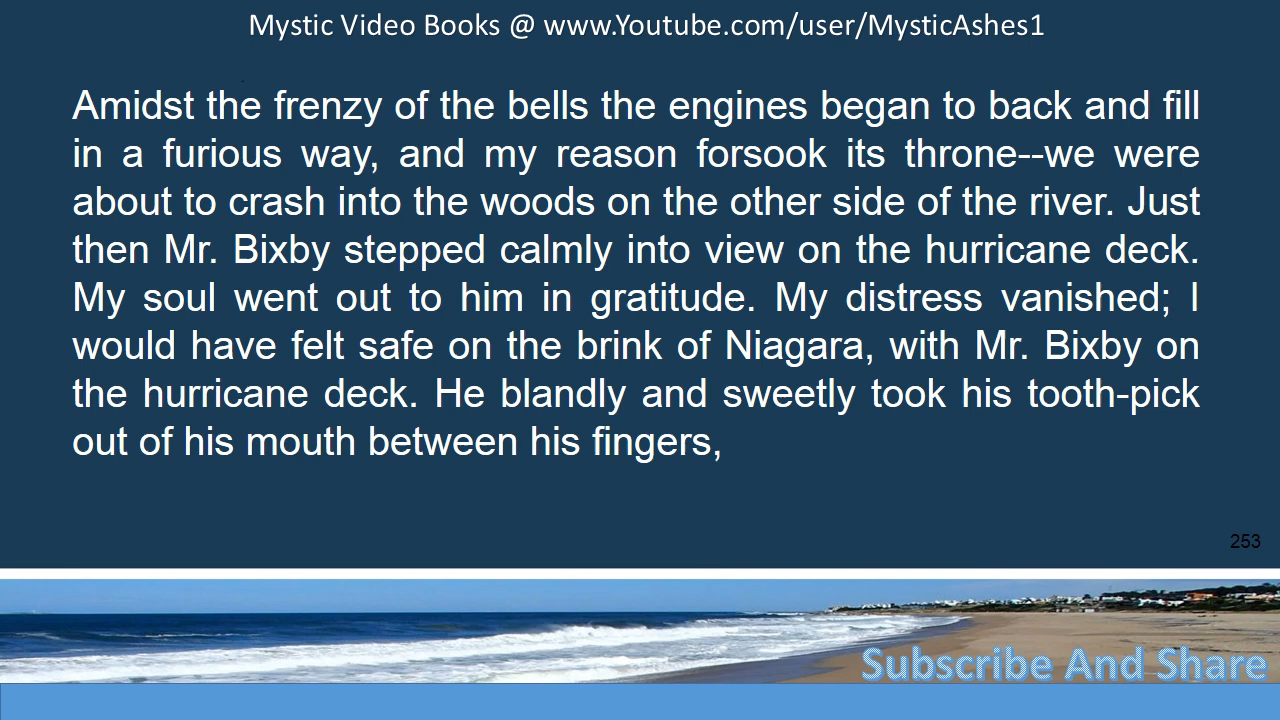 Mystic Video Books @ www.Youtube.com/user/MysticAshes1
Amidst the frenzy of the bells the engines began to back and fill
in a furious way, and my reason forsook its throne--we were
about to crash into the woods on the other side of the river. Just
then Mr. Bixby stepped calmly into view on the hurricane deck.
My soul went out to him in gratitude. My distress vanished; I
would have felt safe on the brink of Niagara, with Mr. Bixby on
the hurricane deck. He blandly and sweetly took his tooth-pick
out of his mouth between his fingers,
253
Subscribe And Share